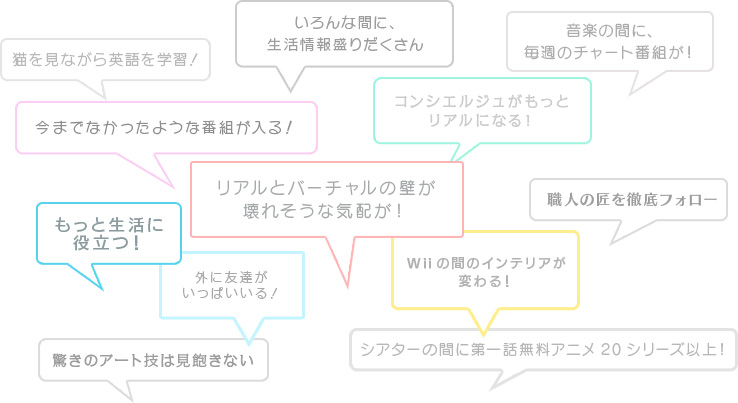 いろんな間に、
生活情報盛りだくさん
音楽の間に、
毎週のチャート番組が！
猫を見ながら英語を学習！
コンシエルジュがもっと
リアルになる！
今までなかったような番組が入る！
リアルとバーチャルの壁が
壊れそうな気配が！
職人の匠を徹底フォロー
もっと生活に
役立つ！
Wiiの間のインテリアが
変わる！
外に友達が
いっぱいいる！
驚きのアート技は見飽きない
シアターの間に第一話無料アニメ20シリーズ以上！